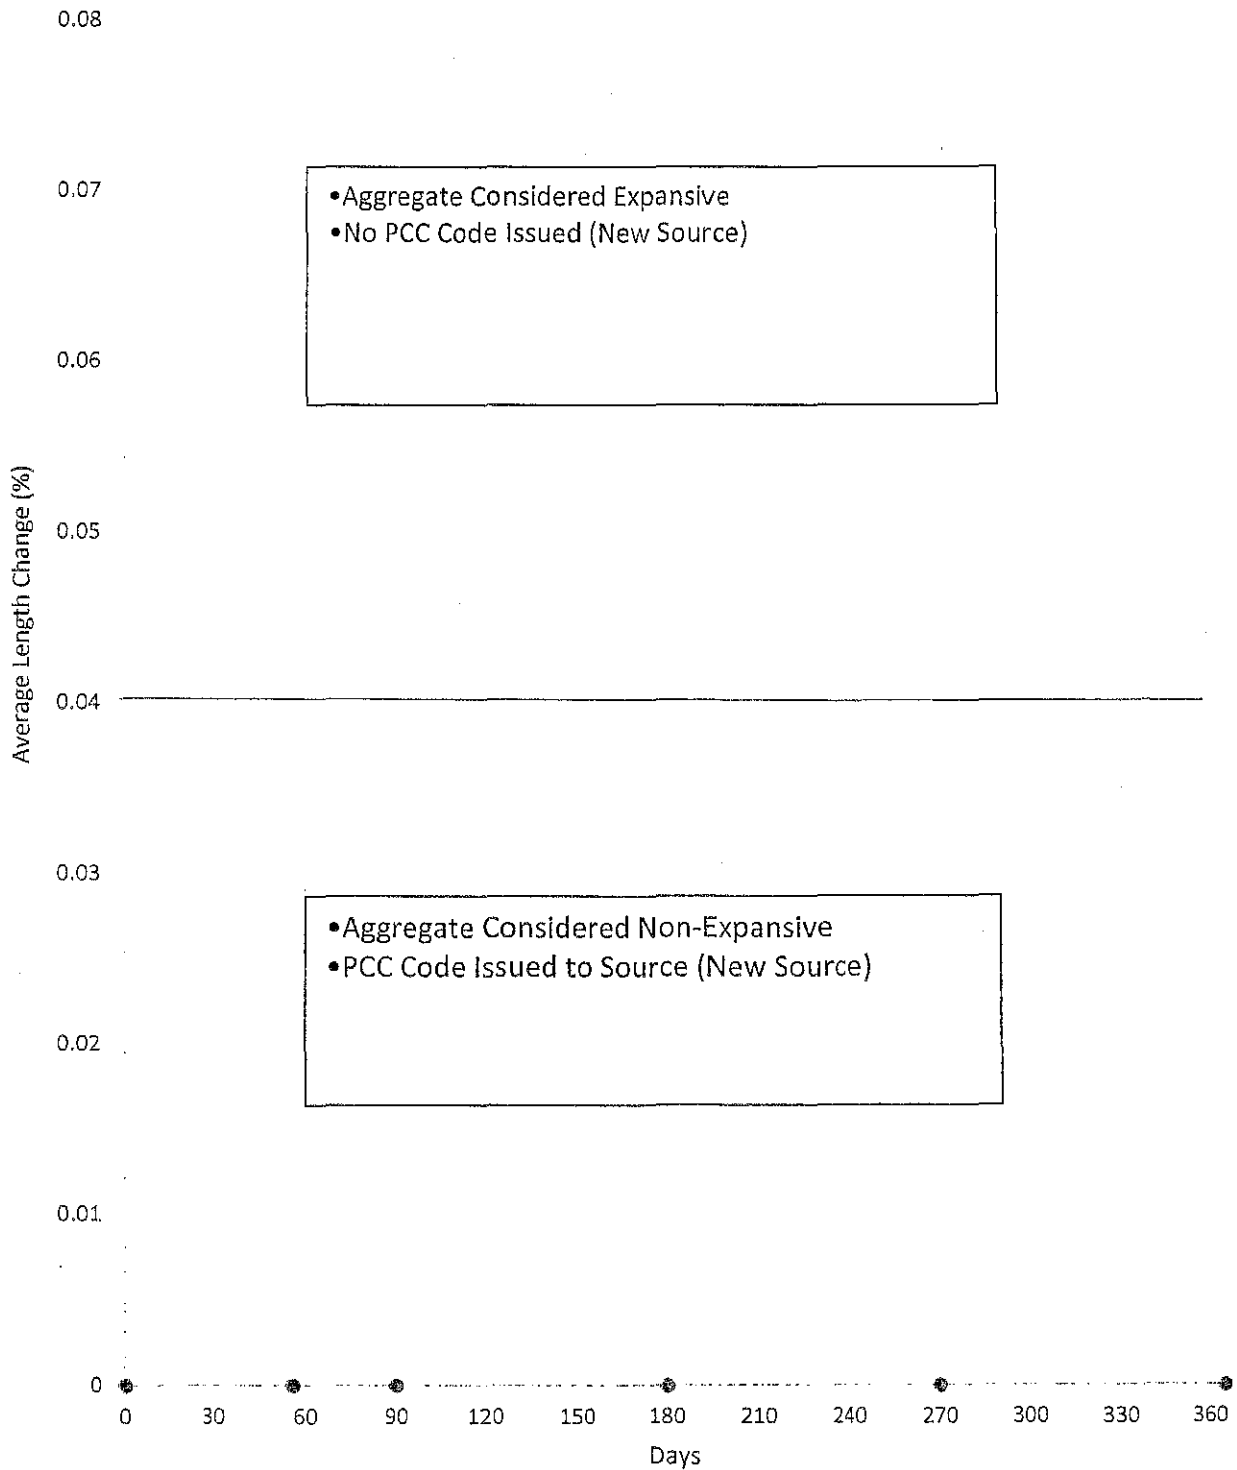 0.08
0.07
•Aggregate Considered Expansive
•No PCC Code Issued (New Source)
0.06
Average Length Change (%)
0.05
0.04
0.03
•Aggregate Considered Non-Expansive
•PCC Code Issued to Source (New Source)
0.02
0.01
0
0 30 60 90 120 150 180 210 240 270 300 330 360
Days